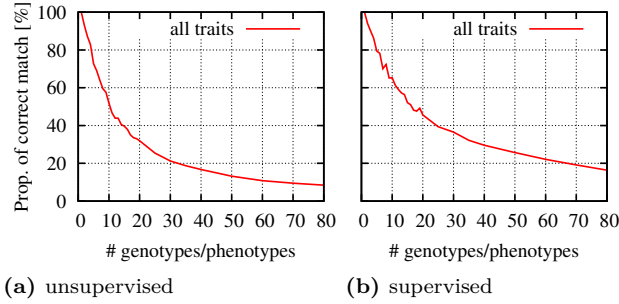 Prop. of correct match [%]
100
80
60
40
20
0
all traits
0 10 20 30 40 50 60 70 80
# genotypes/phenotypes
(a) unsupervised
all traits
0 10 20 30 40 50 60 70 80
# genotypes/phenotypes
(b) supervised